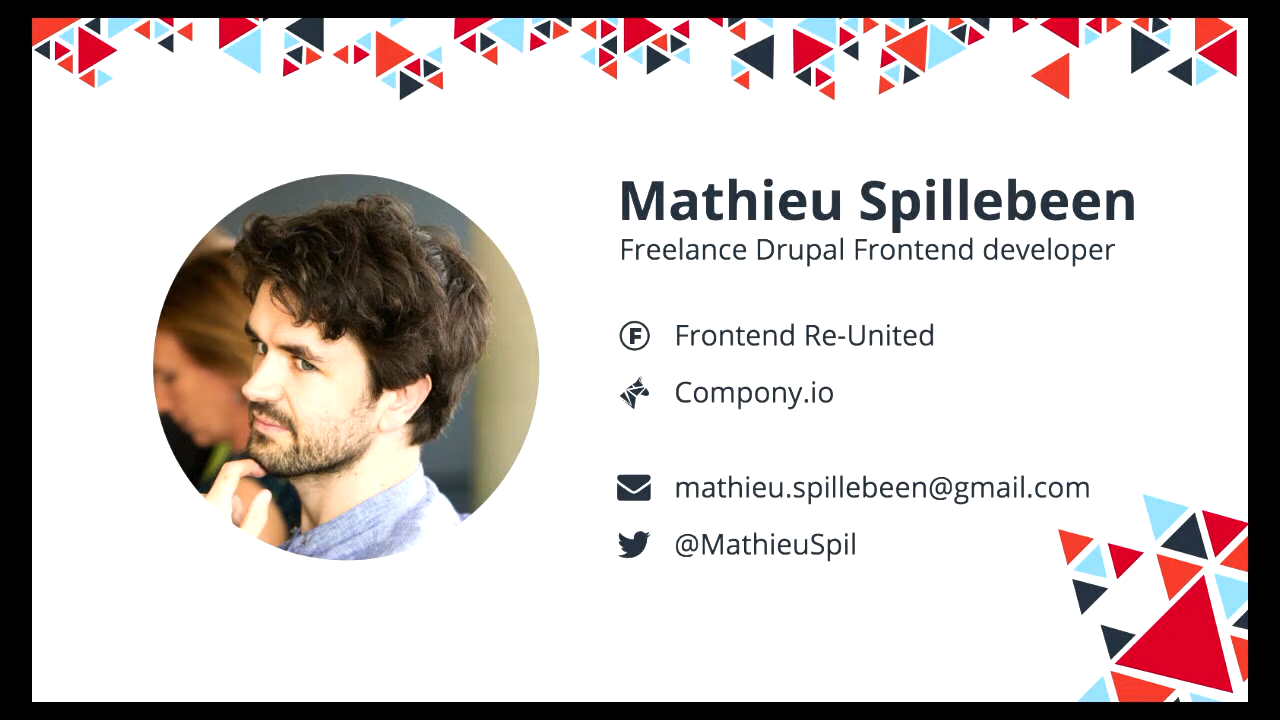 Mathieu Spillebeen
Freelance Drupal Frontend developer
F Frontend Re-United
Compony.io
mathieu.spillebeen@gmail.com
@MathieuSpil